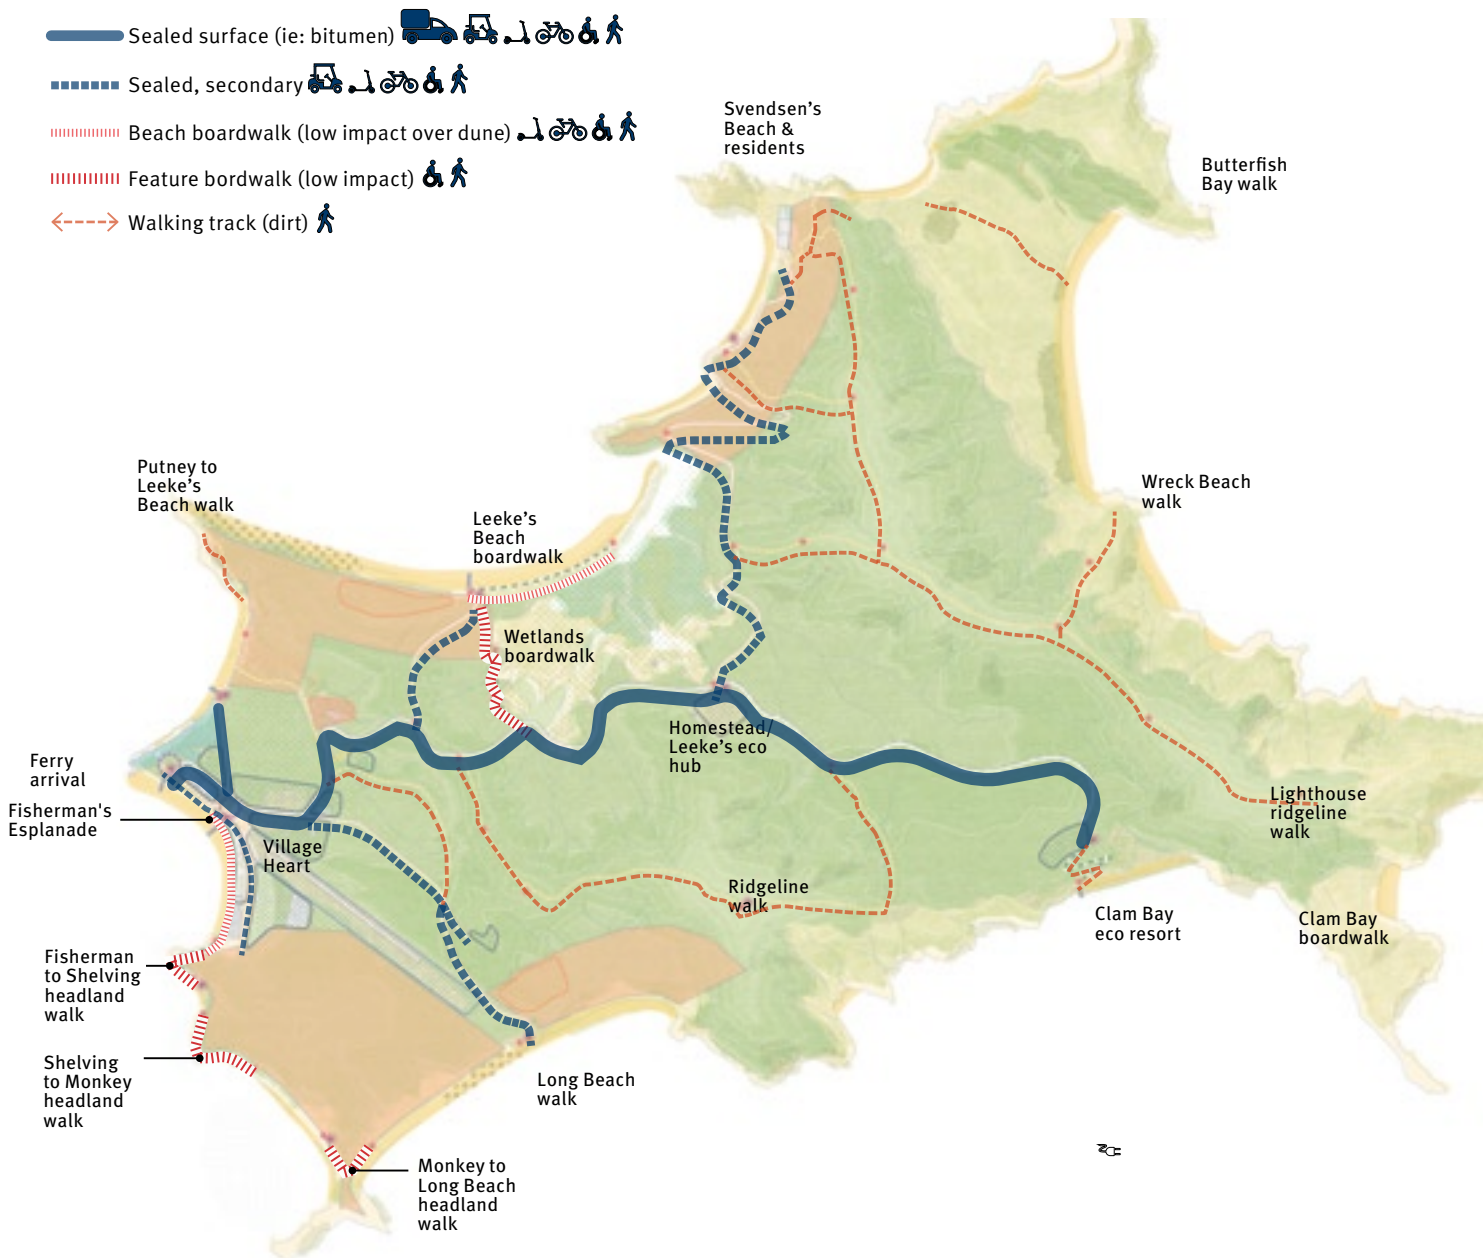 Sealed surface (ie: bitumen)
Sealed, secondary
Beach boardwalk (low impact over dune)
Feature bordwalk (low impact)
Walking track (dirt)
Svendsen's
Beach &
residents
Butterfish
Bay walk
Putney to
Leeke's
Beach walk
Leeke's
Beach
boardwalk
Wreck Beach
walk
Wetlands
boardwalk
Homestead/
Leeke's eco
hub
Ferry
arrival
Fisherman's
Esplanade
Village
Heart
Lighthouse
ridgeline
walk
Ridgeline
walk
Clam Bay
eco resort
Clam Bay
boardwalk
Fisherman
to Shelving
headland
walk
Shelving
to Monkey
headland
walk
Long Beach
walk
Monkey to
Long Beach
headland
walk